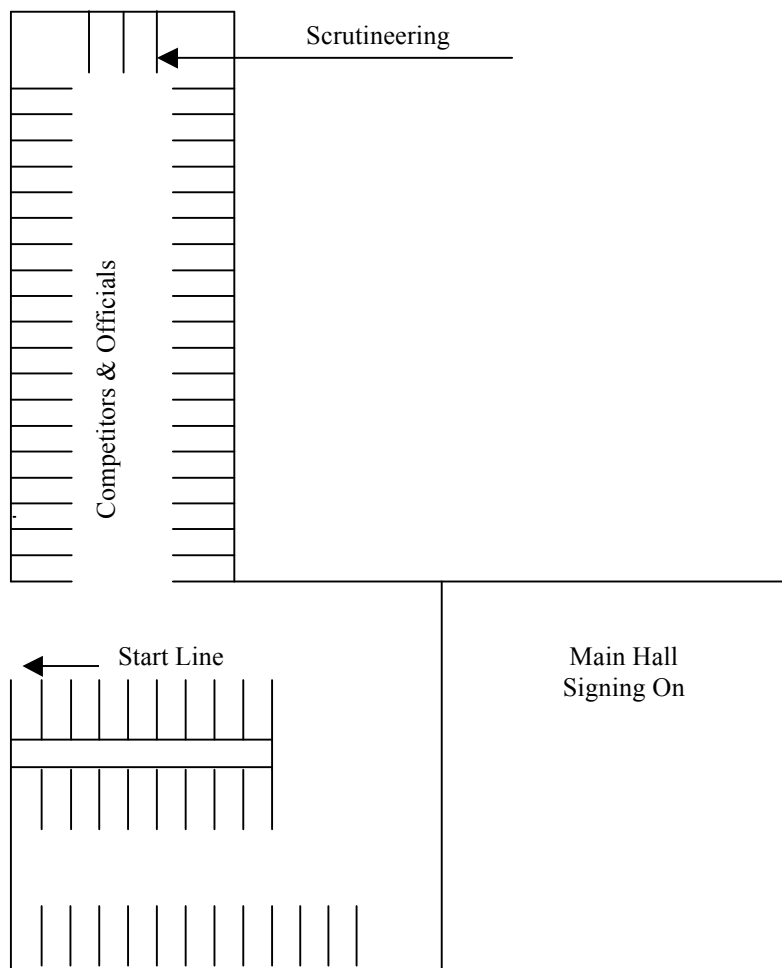 Scrutineering
Competitors & Officials
Start Line
Main Hall
Signing On